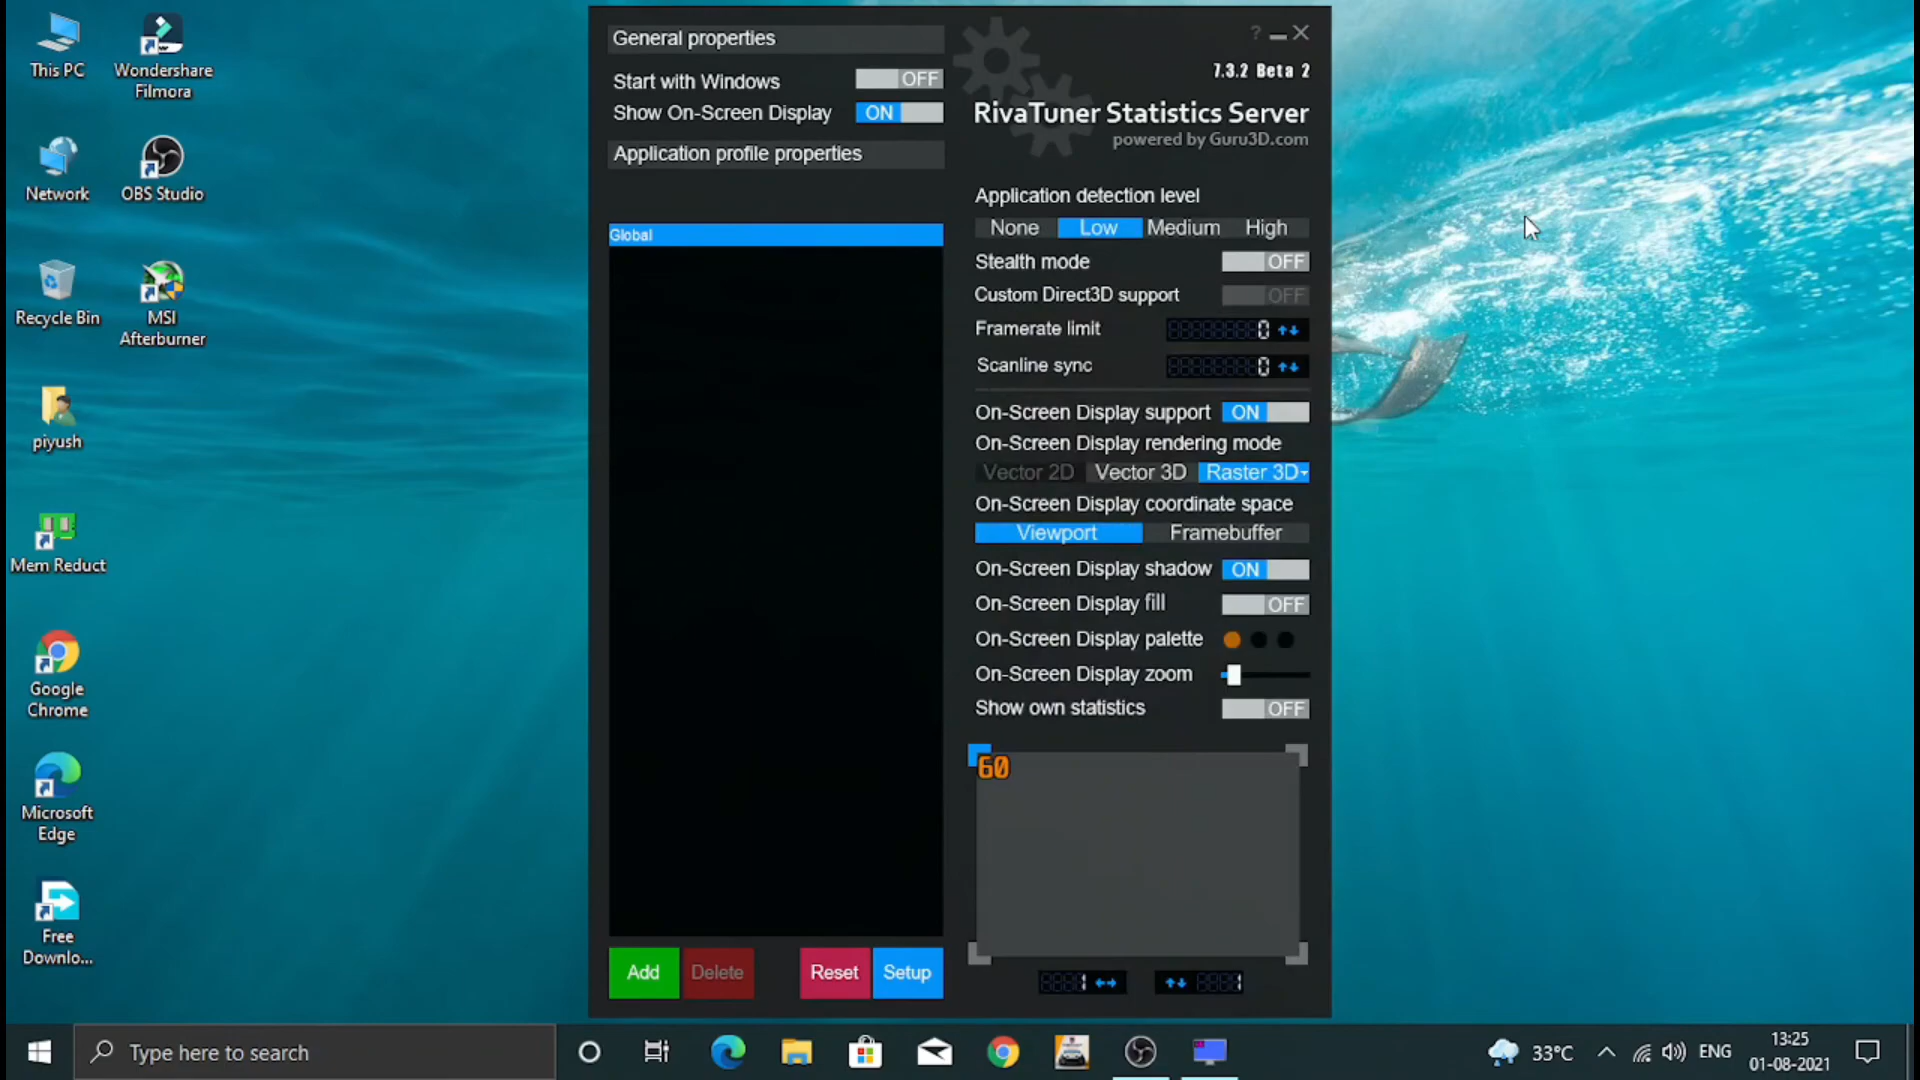 This PC
Wondershare
Filmora
Network
OBS Studio
Recycle Bin
MSI
Afterburner
piyush
Mem Reduct
Google
Chrome
Microsoft
Edge
Free
Downlo...
General properties
Start with Windows OFF
Show On-Screen Display ON
Application profile properties
Global
Add Delete Reset Setup
? 
7.3.2 Beta 2
RivaTuner Statistics Server
powered by Guru3D.com
Application detection level
None Low Medium High
Stealth mode OFF
Custom Direct3D support OFF
Framerate limit 0
Scanline sync 0
On-Screen Display support ON
On-Screen Display rendering mode
Vector 2D Vector 3D Raster 3D
On-Screen Display coordinate space
Viewport Framebuffer
On-Screen Display shadow ON
On-Screen Display fill OFF
On-Screen Display palette
On-Screen Display zoom
Show own statistics OFF
60
1 1
Type here to search
33°C
ENG
13:25
01-08-2021